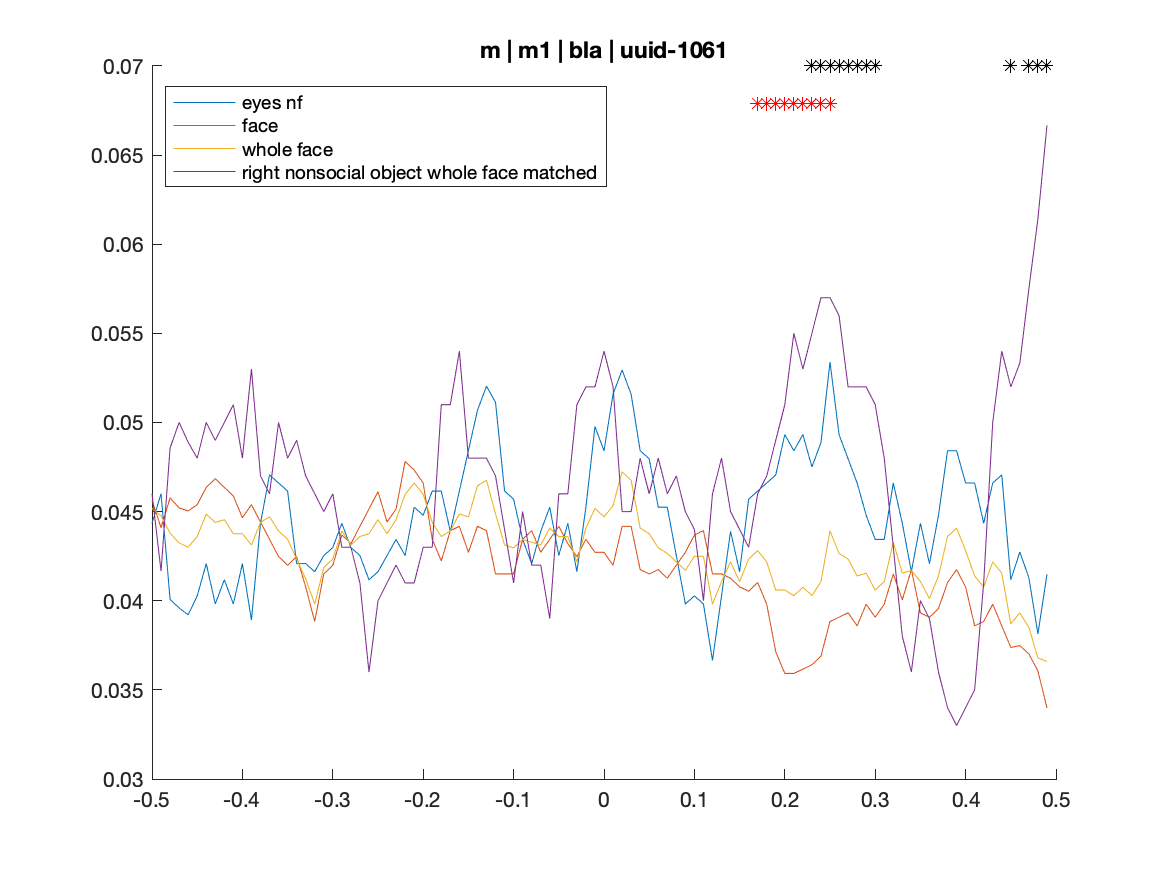 m | m1 | bla | uuid-1061
0.07
0.065
0.06
0.055
0.05
0.045
0.04
0.035
0.03
eyes nf
face
whole face
right nonsocial object whole face matched
-0.5 -0.4 -0.3 -0.2 -0.1 0 0.1 0.2 0.3 0.4 0.5